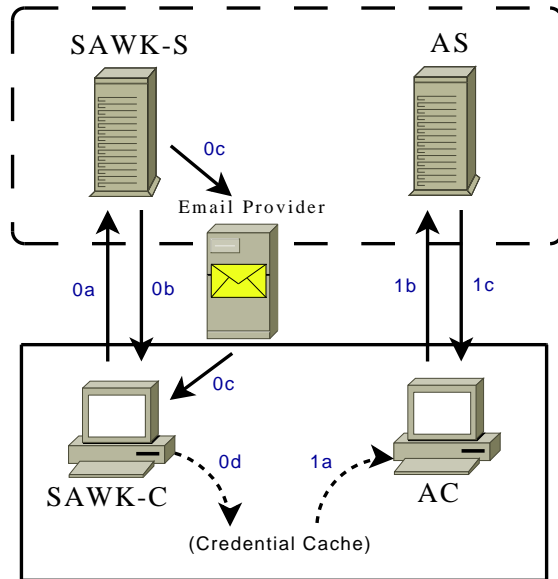 SAWK-S
AS
0c
Email Provider
0a
0b
1b
1c
0c
0d
1a
SAWK-C
AC
(Credential Cache)